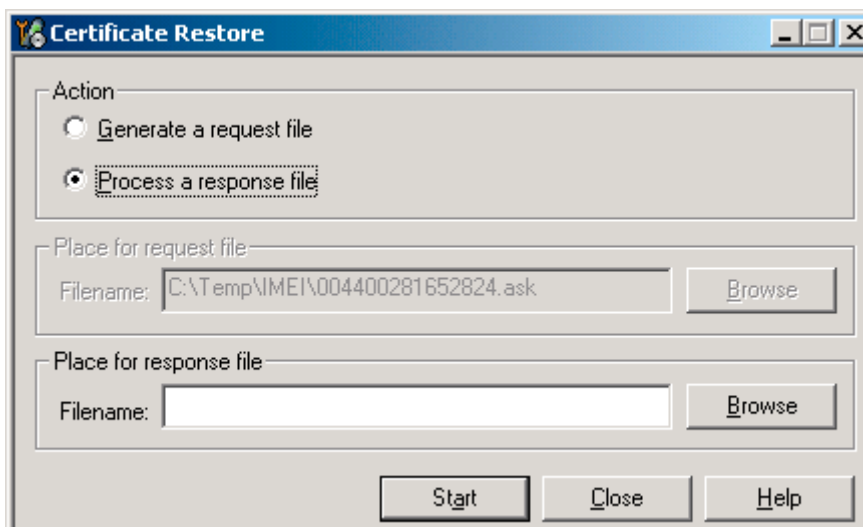 Certificate Restore
Action
Generate a request file
Process a response file
Place for request file
Filename: C:\Temp\IMEI\004400281652824.ask Browse
Place for response file
Filename: Browse
Start Close Help